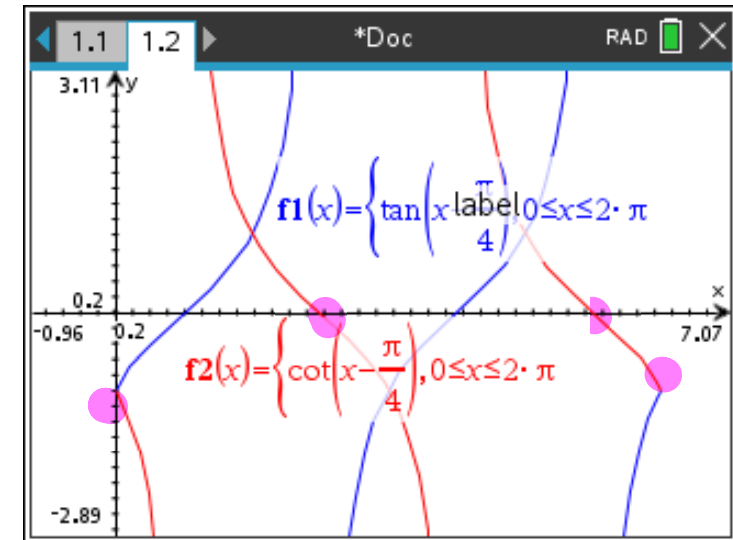 1.1 1.2 *Doc RAD
3.11 y
f1(x)={tan(x-π/4),0≤x≤2·π
label
x
0.2
-0.96 0.2 7.07
f2(x)={cot(x-π/4),0≤x≤2·π
-2.89